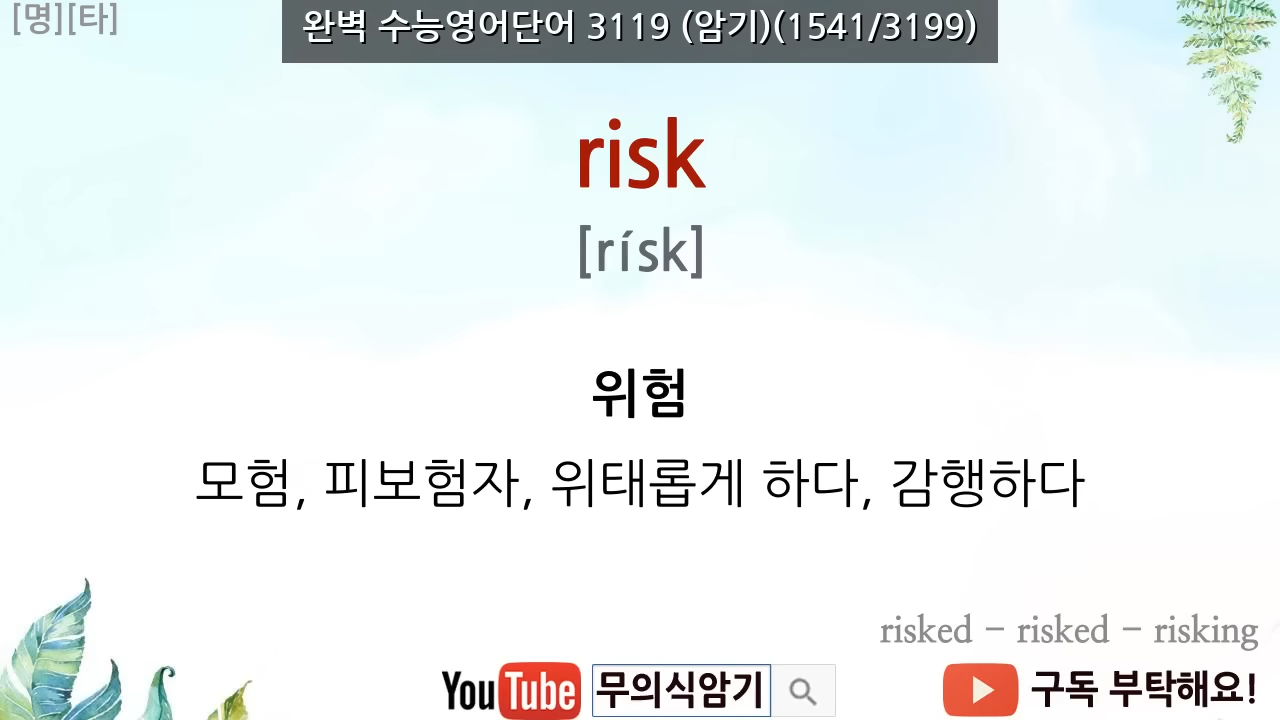 [명][타]
완벽 수능영어단어 3119 (암기)(1541/3199)
risk
[rísk]
위험
모험, 피보험자, 위태롭게 하다, 감행하다
risked - risked - risking
YouTube 무의식암기 구독 부탁해요!